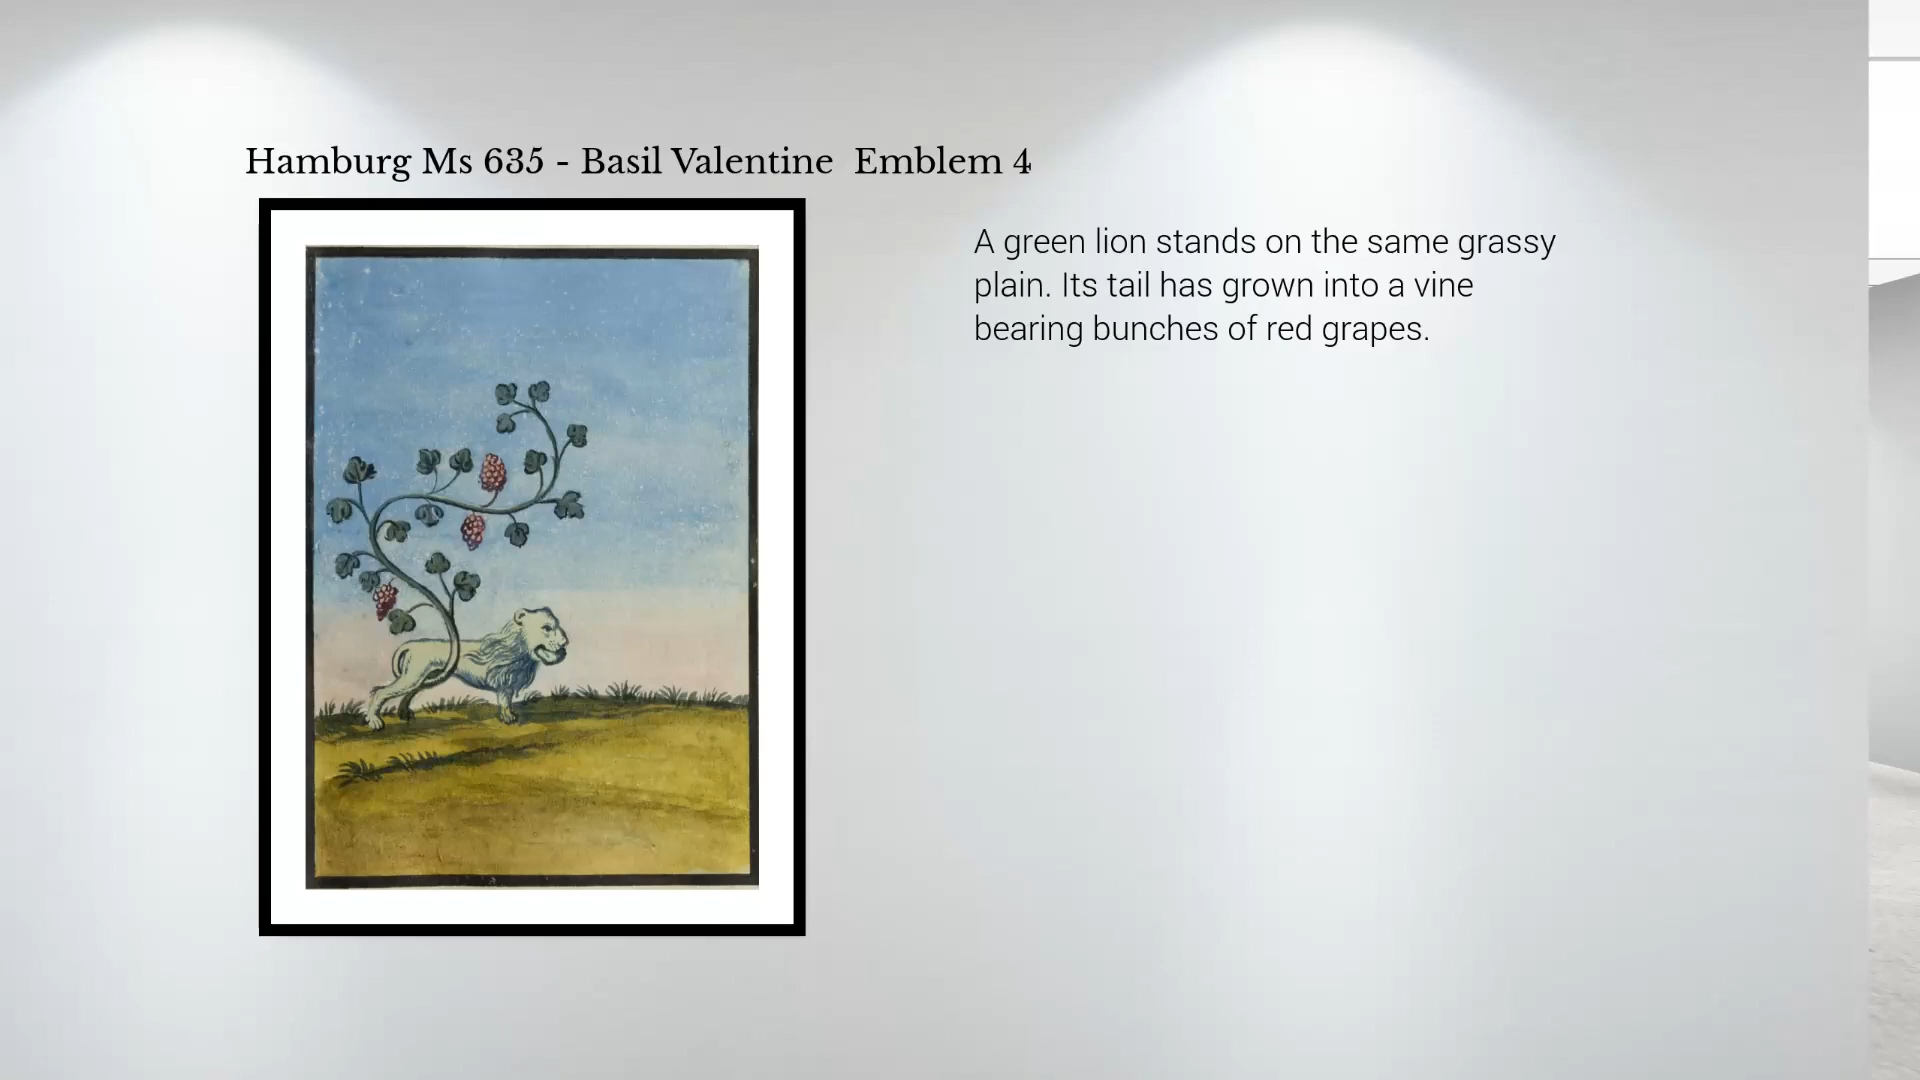 Hamburg Ms 635 - Basil Valentine  Emblem 4
A green lion stands on the same grassy
plain. Its tail has grown into a vine
bearing bunches of red grapes.